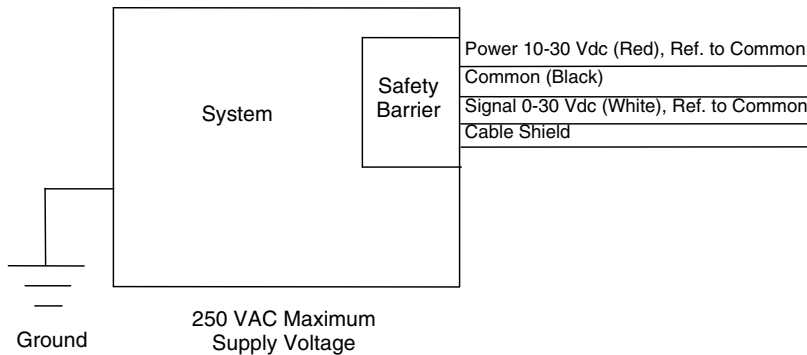 Power 10-30 Vdc (Red), Ref. to Common
Common (Black)
Safety
Barrier
System
Signal 0-30 Vdc (White), Ref. to Common
Cable Shield
Ground
250 VAC Maximum
Supply Voltage